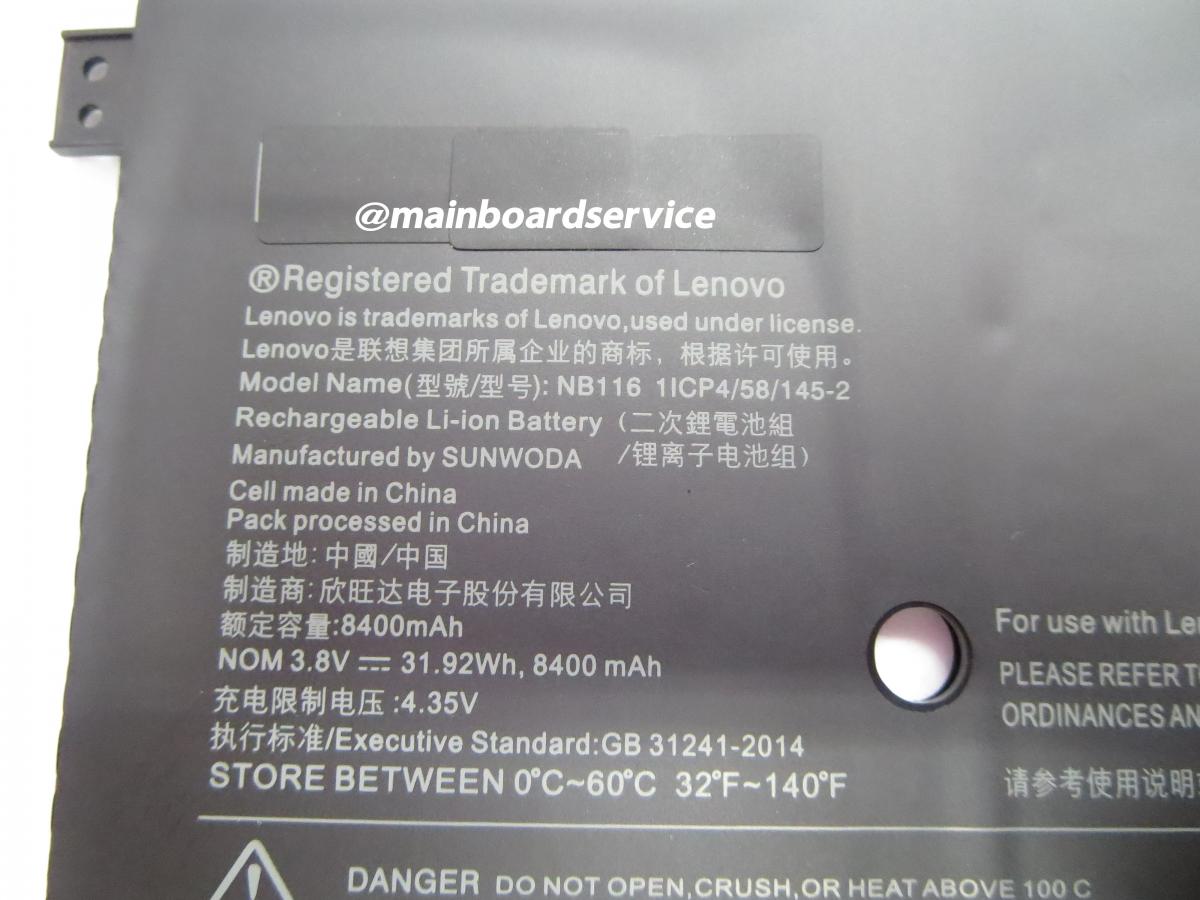 @mainboardservice
®Registered Trademark of Lenovo
Lenovo is trademarks of Lenovo,used under license.
Lenovo是联想集团所属企业的商标，根据许可使用。
Model Name(型號/型号): NB116 1ICP4/58/145-2
Rechargeable Li-ion Battery（二次鋰電池組
Manufactured by SUNWODA /锂离子电池组）
Cell made in China
Pack processed in China
制造地: 中國/中国
制造商: 欣旺达电子股份有限公司
额定容量:8400mAh
NOM 3.8V ⎓ 31.92Wh, 8400 mAh
充电限制电压 :4.35V
执行标准/Executive Standard:GB 31241-2014
STORE BETWEEN 0°C~60°C 32°F~140°F
For use with
PLEASE REFER
ORDINANCES
请参考使用说明
DANGER DO NOT OPEN,CRUSH,OR HEAT ABOVE 100 C